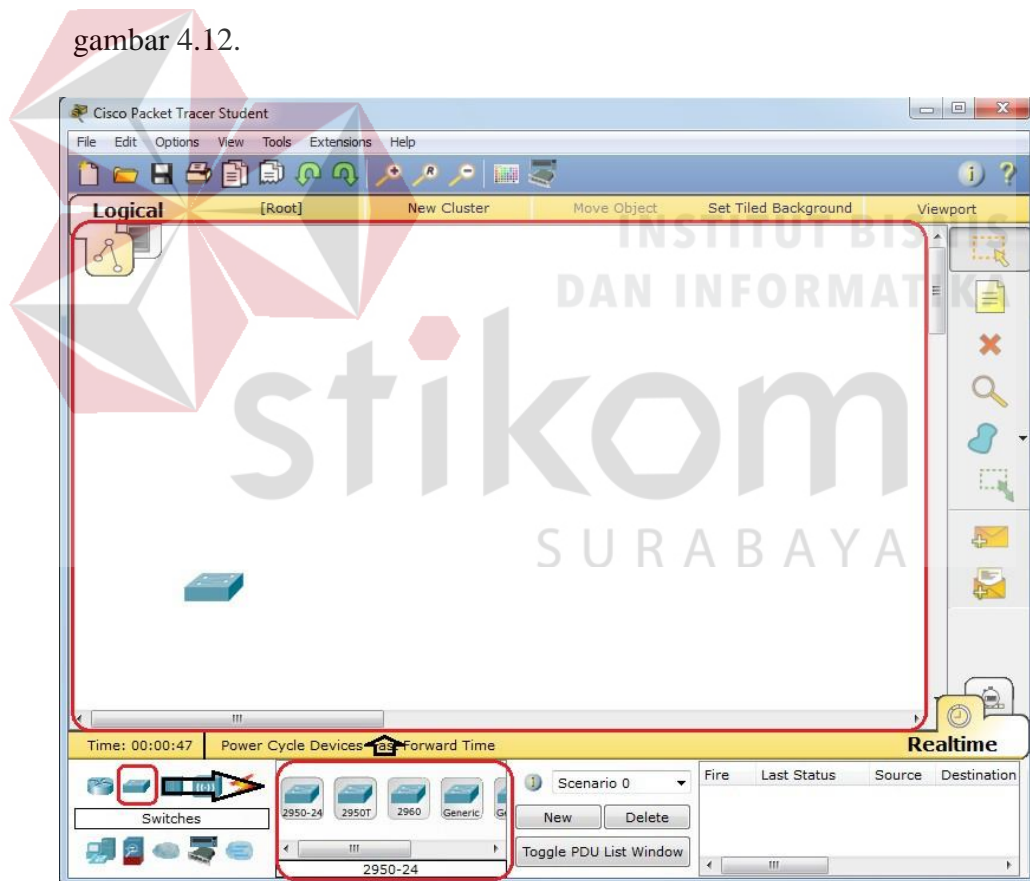 gambar 4.12.
Cisco Packet Tracer Student
File Edit Options View Tools Extensions Help
Logical [Root] New Cluster Move Object Set Tiled Background Viewport
INSTITUT BISNIS
DAN INFORMATIKA
stikom
SURABAYA
Time: 00:00:47 Power Cycle Devices Fast Forward Time Realtime
Switches
2950-24 2950T 2960 Generic Ge
2950-24
Scenario 0
New Delete
Toggle PDU List Window
Fire Last Status Source Destination